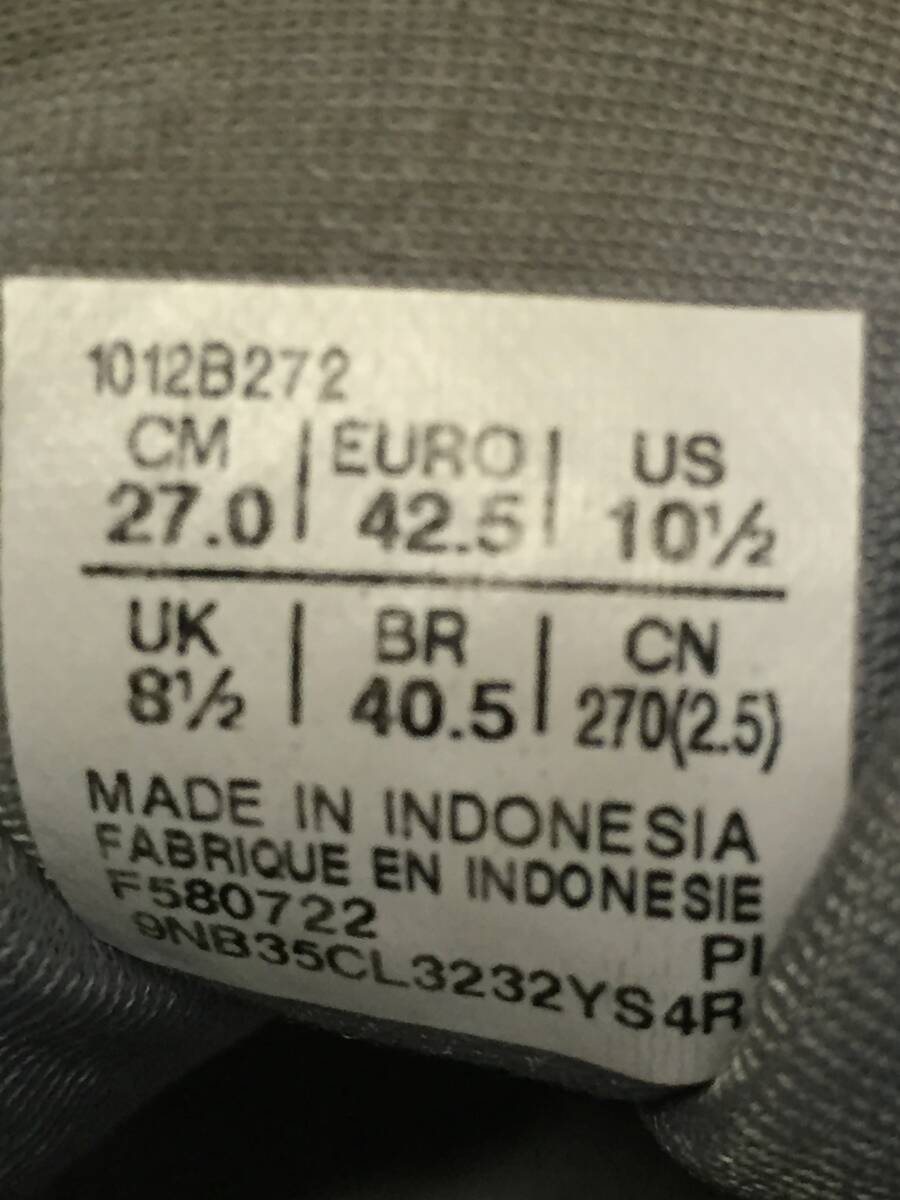 1012B272
CM | EURO | US
27.0 | 42.5 | 10½
UK | BR | CN
8½ | 40.5 | 270(2.5)
MADE IN INDONESIA
FABRIQUE EN INDONESIE
F580722 PI
9NB35CL3232YS4R